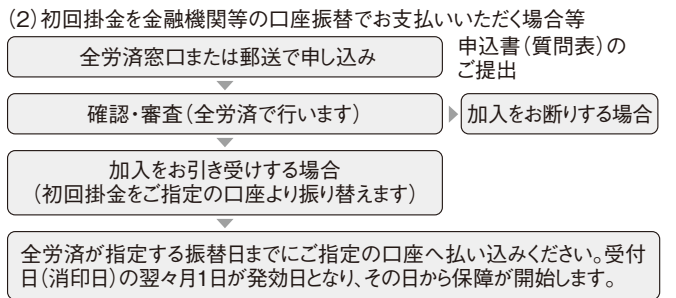 (2)初回掛金を金融機関等の口座振替でお支払いいただく場合等
全労済窓口または郵送で申し込み
申込書(質問表)の
ご提出
確認・審査(全労済で行います)
加入をお断りする場合
加入をお引き受けする場合
(初回掛金をご指定の口座より振り替えます)
全労済が指定する振替日までにご指定の口座へ払い込みください。受付
日(消印日)の翌々月1日が発効日となり、その日から保障が開始します。